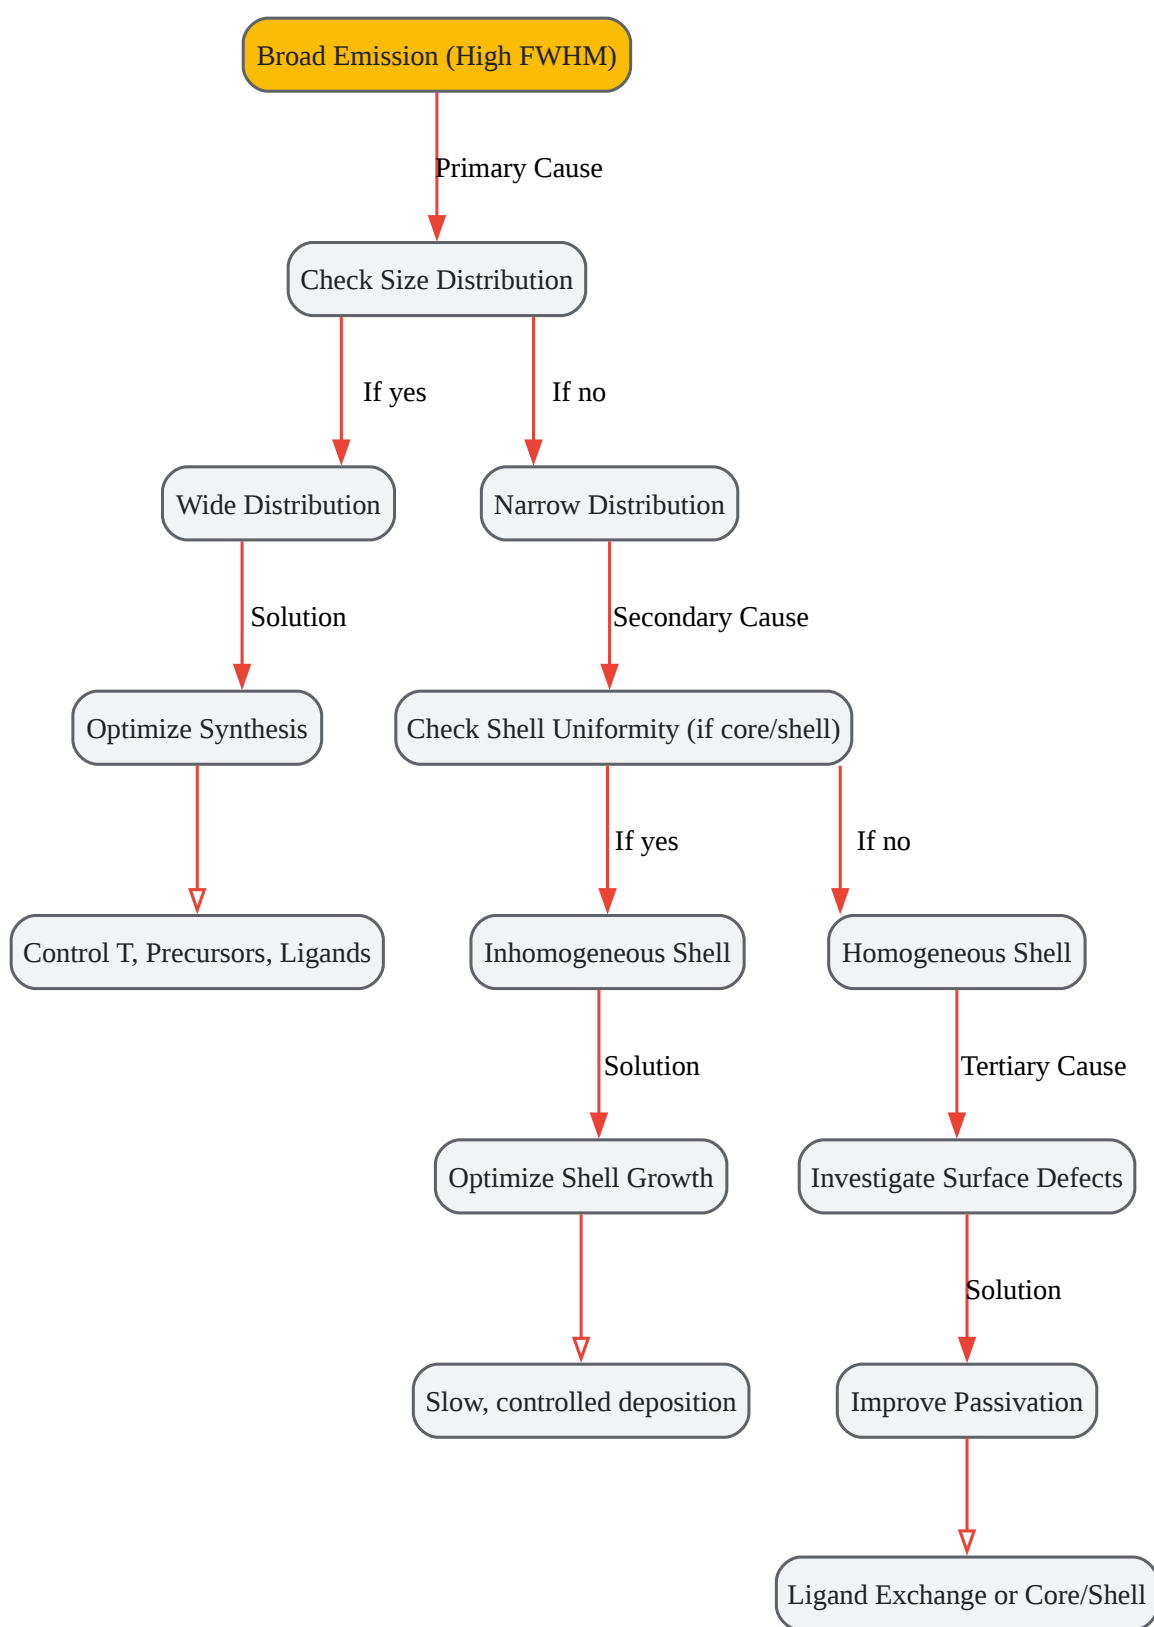 Broad Emission (High FWHM)
Primary Cause
Check Size Distribution
If yes
If no
Wide Distribution
Narrow Distribution
Solution
Secondary Cause
Optimize Synthesis
Check Shell Uniformity (if core/shell)
If yes
If no
Control T, Precursors, Ligands
Inhomogeneous Shell
Homogeneous Shell
Solution
Tertiary Cause
Optimize Shell Growth
Investigate Surface Defects
Solution
Slow, controlled deposition
Improve Passivation
Ligand Exchange or Core/Shell